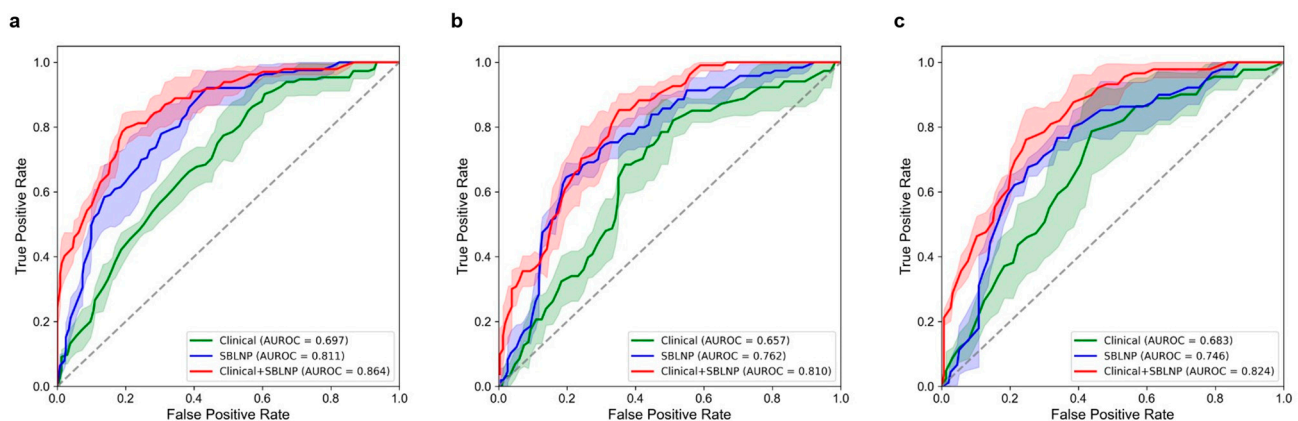 a
1.0
0.8
0.6
0.4
0.2
0.0
True Positive Rate
0.2 0.4 0.6 0.8 1.0
False Positive Rate
Clinical (AUROC = 0.697)
SBLNP (AUROC = 0.811)
Clinical+SBLNP (AUROC = 0.864)
b
1.0
0.8
0.6
0.4
0.2
0.0
True Positive Rate
0.0 0.2 0.4 0.6 0.8 1.0
False Positive Rate
Clinical (AUROC = 0.657)
SBLNP (AUROC = 0.762)
Clinical+SBLNP (AUROC = 0.810)
c
1.0
0.8
0.6
0.4
0.2
0.0
True Positive Rate
0.0 0.2 0.4 0.6 0.8 1.0
False Positive Rate
Clinical (AUROC = 0.683)
SBLNP (AUROC = 0.746)
Clinical+SBLNP (AUROC = 0.824)